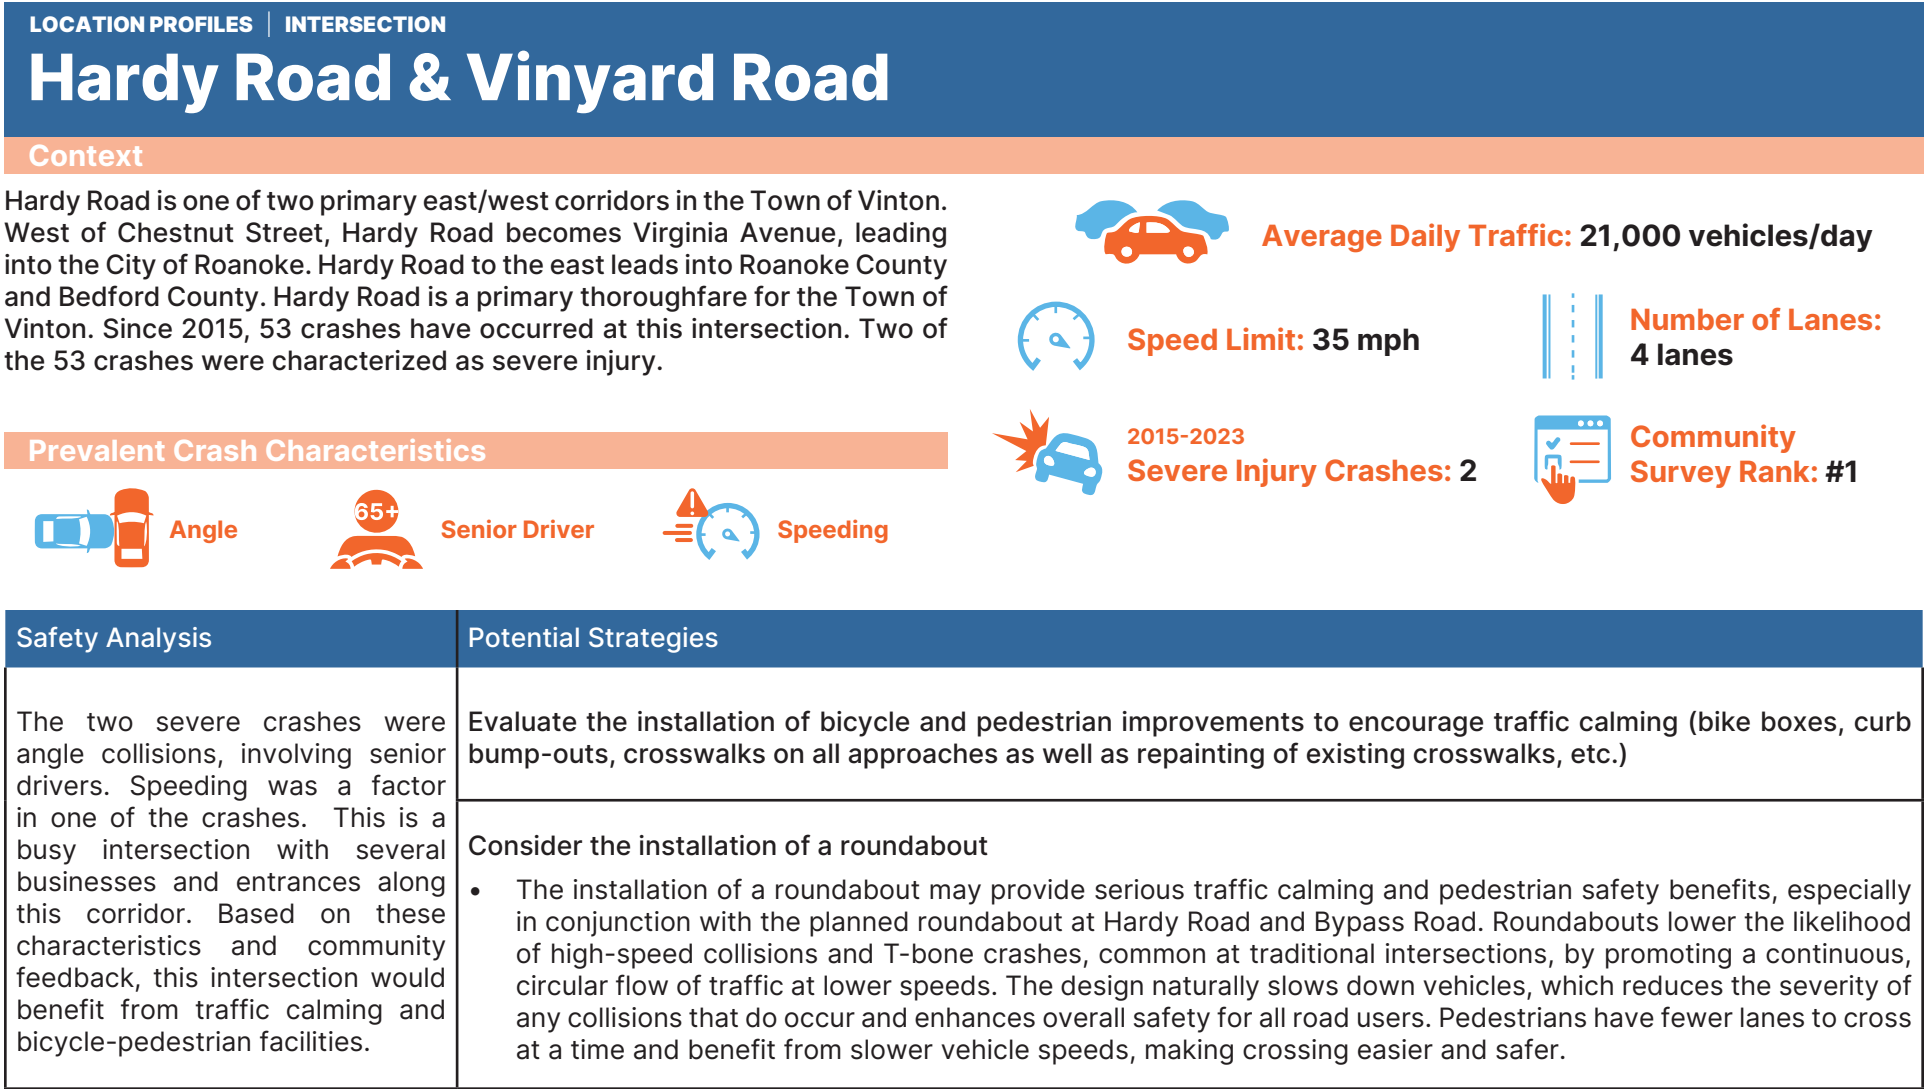 LOCATION PROFILES | INTERSECTION
Hardy Road & Vinyard Road
Context
Hardy Road is one of two primary east/west corridors in the Town of Vinton.
West of Chestnut Street, Hardy Road becomes Virginia Avenue, leading
into the City of Roanoke. Hardy Road to the east leads into Roanoke County
and Bedford County. Hardy Road is a primary thoroughfare for the Town of
Vinton. Since 2015, 53 crashes have occurred at this intersection. Two of
the 53 crashes were characterized as severe injury.
Average Daily Traffic: 21,000 vehicles/day
Speed Limit: 35 mph
Number of Lanes:
4 lanes
2015-2023
Severe Injury Crashes: 2
Community
Survey Rank: #1
Prevalent Crash Characteristics
Angle
65+
Senior Driver
Speeding
Safety Analysis
The two severe crashes were
angle collisions, involving senior
drivers. Speeding was a factor
in one of the crashes. This is a
busy intersection with several
businesses and entrances along
this corridor. Based on these
characteristics and community
feedback, this intersection would
benefit from traffic calming and
bicycle-pedestrian facilities.
Potential Strategies
Evaluate the installation of bicycle and pedestrian improvements to encourage traffic calming (bike boxes, curb
bump-outs, crosswalks on all approaches as well as repainting of existing crosswalks, etc.)
Consider the installation of a roundabout
• The installation of a roundabout may provide serious traffic calming and pedestrian safety benefits, especially
in conjunction with the planned roundabout at Hardy Road and Bypass Road. Roundabouts lower the likelihood
of high-speed collisions and T-bone crashes, common at traditional intersections, by promoting a continuous,
circular flow of traffic at lower speeds. The design naturally slows down vehicles, which reduces the severity of
any collisions that do occur and enhances overall safety for all road users. Pedestrians have fewer lanes to cross
at a time and benefit from slower vehicle speeds, making crossing easier and safer.